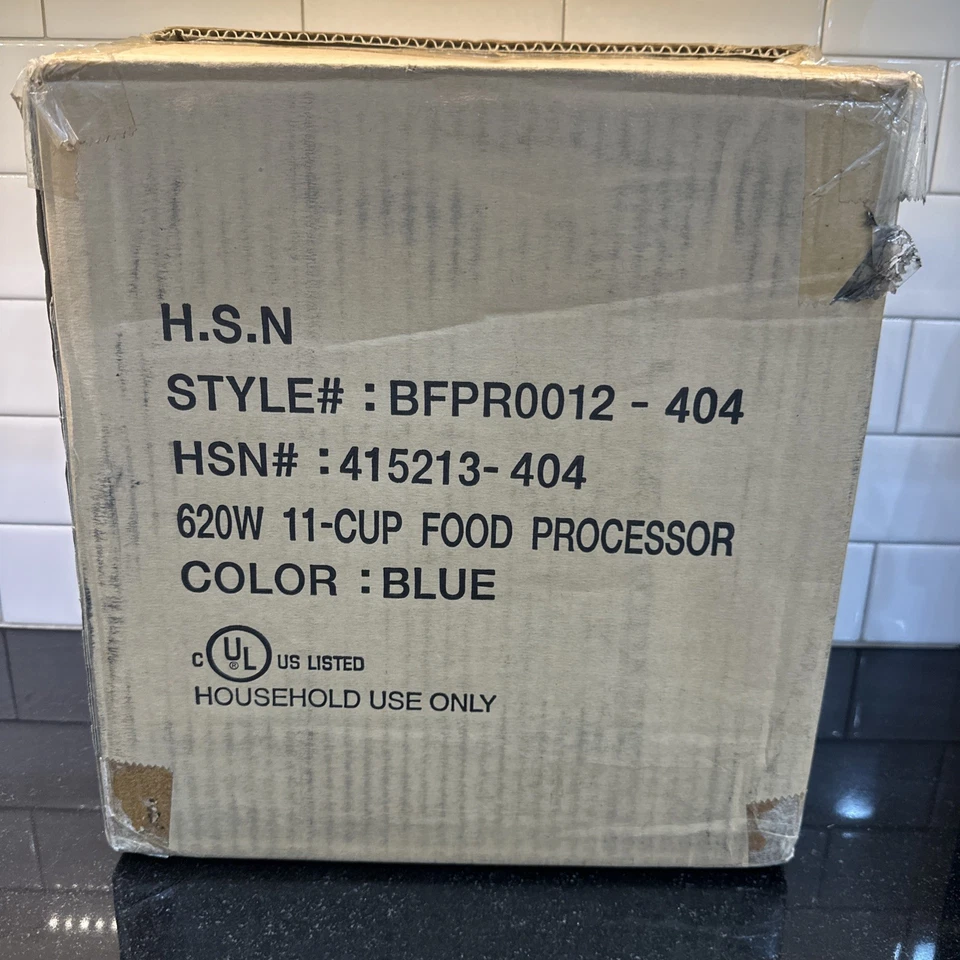 H.S.N
STYLE# : BFPR0012 - 404
HSN# : 415213- 404
620W 11-CUP FOOD PROCESSOR
COLOR : BLUE
C UL ® US LISTED
HOUSEHOLD USE ONLY